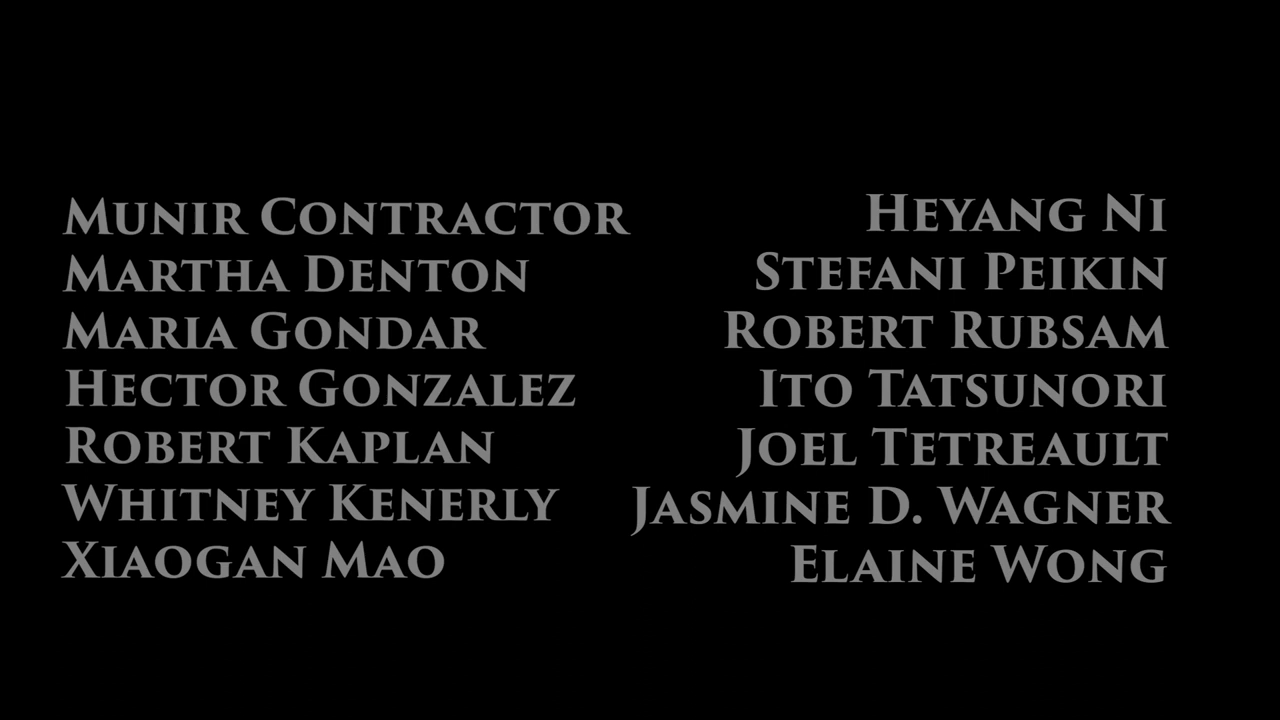 Munir Contractor
Martha Denton
Maria Gondar
Hector Gonzalez
Robert Kaplan
Whitney Kenerly
Xiaogan Mao
Heyang Ni
Stefani Peikin
Robert Rubsam
Ito Tatsunori
Joel Tetreault
Jasmine D. Wagner
Elaine Wong